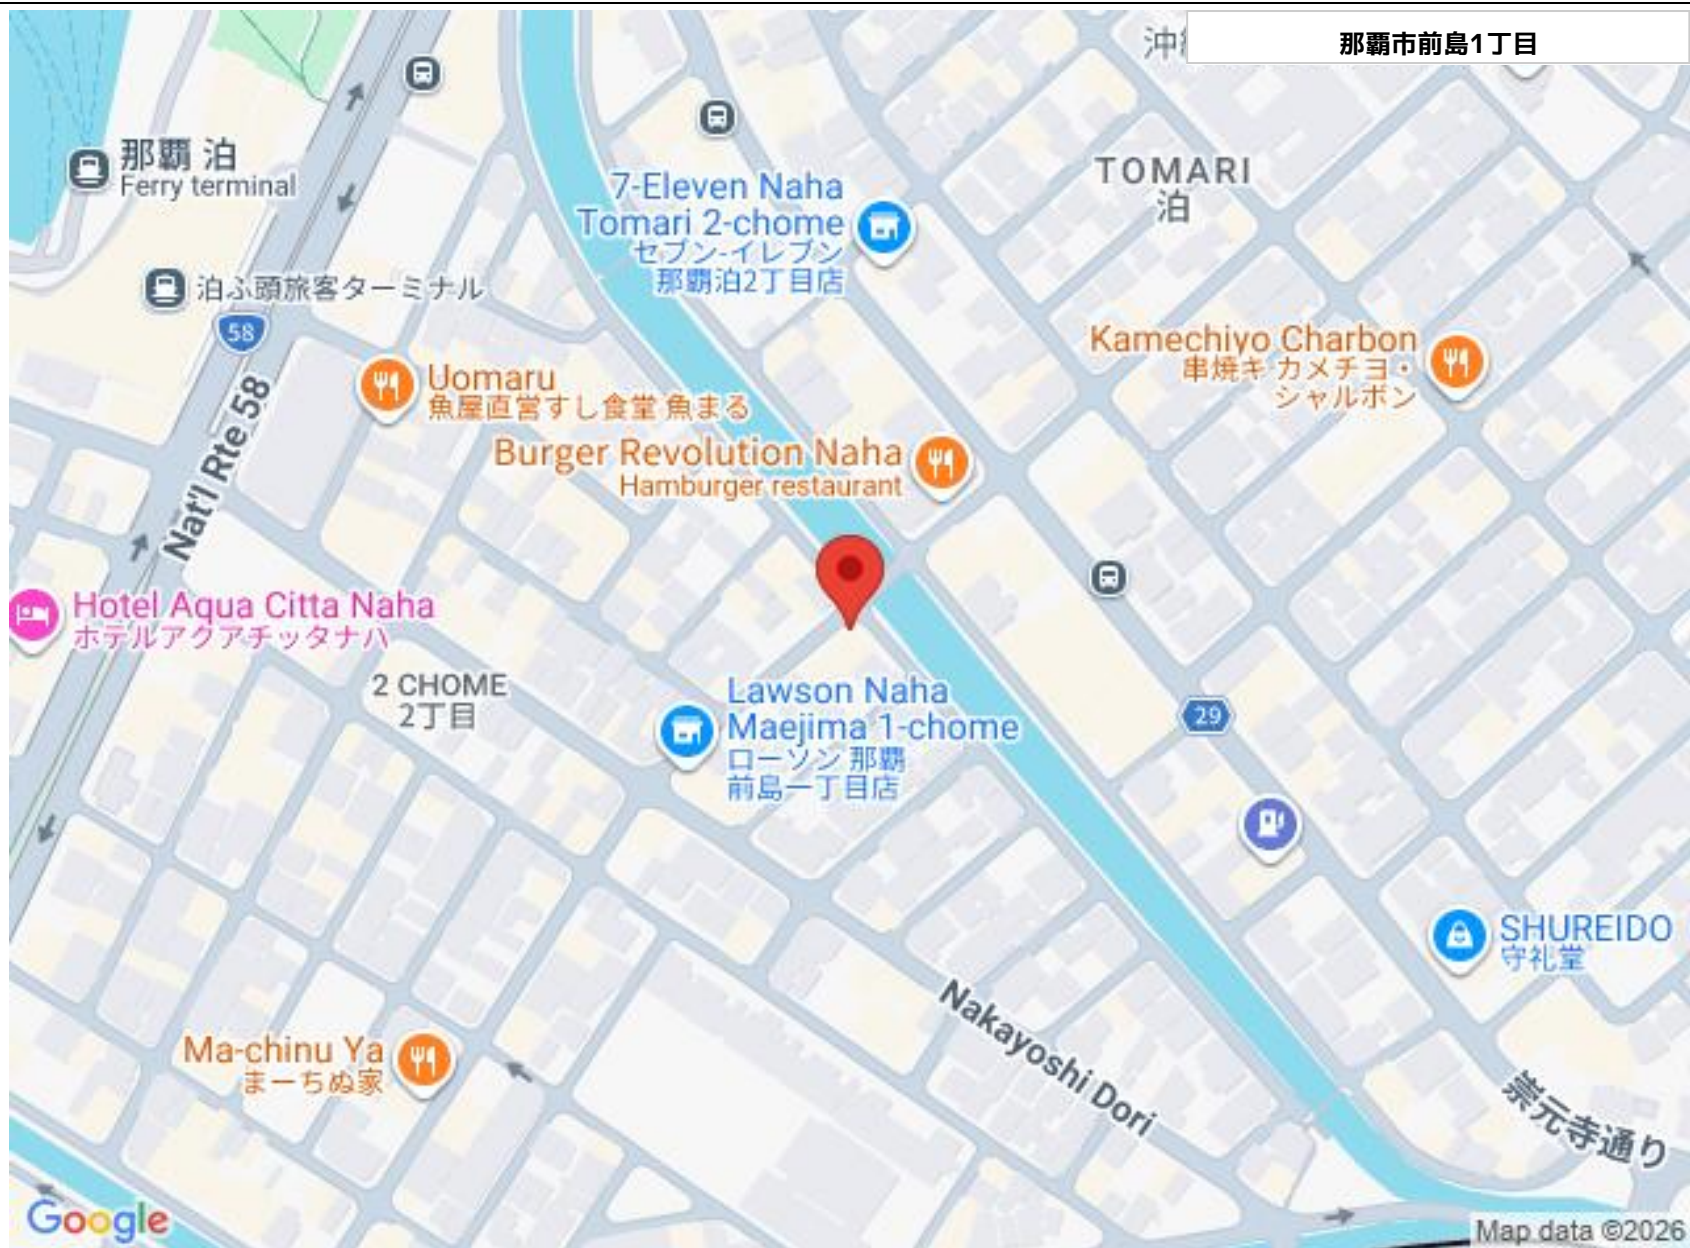 那覇市前島1丁目
沖
那覇 泊
Ferry terminal
TOMARI
泊
7-Eleven Naha
Tomari 2-chome
セブン-イレブン
那覇泊2丁目店
泊ふ頭旅客ターミナル
58
Kamechiyo Charbon
串焼キ カメチヨ・
シャルボン
Uomaru
魚屋直営すし食堂 魚まる
Nat'l Rte 58
Burger Revolution Naha
Hamburger restaurant
Hotel Aqua Citta Naha
ホテルアクアチッタナハ
2 CHOME
2丁目
Lawson Naha
Maejima 1-chome
ローソン 那覇
前島一丁目店
29
SHUREIDO
守礼堂
Nakayoshi Dori
Ma-chinu Ya
まーちぬ家
崇元寺通り
Google
Map data ©2026